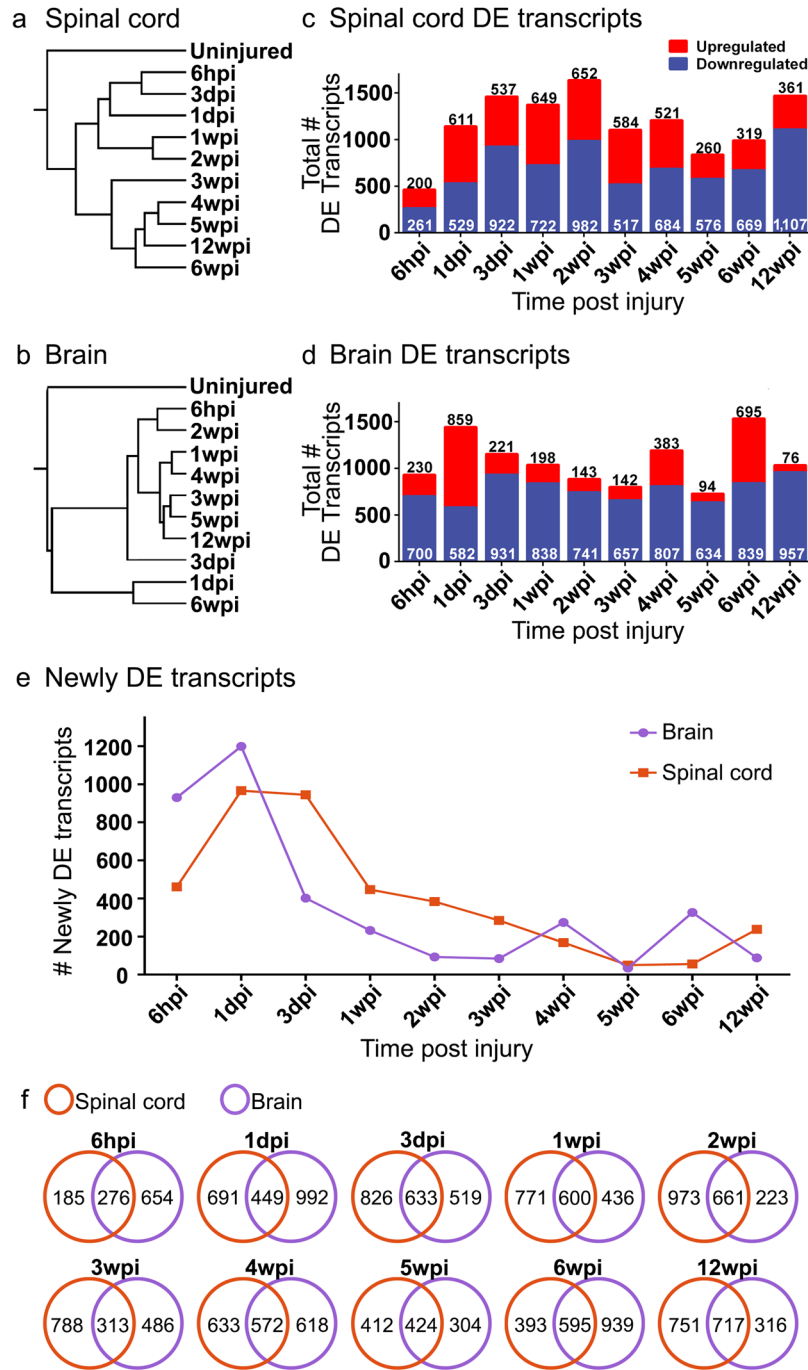 a Spinal cord
Uninjured
6hpi
3dpi
1dpi
1wpi
2wpi
3wpi
4wpi
5wpi
12wpi
6wpi
c Spinal cord DE transcripts
Upregulated
Downregulated
Total #
DE Transcripts
1500
1000
500
0
200 611 537 649 652 584 521 260 319 361
261 529 922 722 982 517 684 576 669 1,107
6hpi 1dpi 3dpi 1wpi 2wpi 3wpi 4wpi 5wpi 6wpi 12wpi
Time post injury
b Brain
Uninjured
6hpi
2wpi
1wpi
4wpi
3wpi
5wpi
12wpi
3dpi
1dpi
6wpi
d Brain DE transcripts
Total #
DE Transcripts
1500
1000
500
0
230 859 221 198 143 142 383 94 695 76
700 582 931 838 741 657 807 634 839 957
6hpi 1dpi 3dpi 1wpi 2wpi 3wpi 4wpi 5wpi 6wpi 12wpi
Time post injury
e Newly DE transcripts
# Newly DE transcripts
1200
1000
800
600
400
200
0
Brain
Spinal cord
6hpi 1dpi 3dpi 1wpi 2wpi 3wpi 4wpi 5wpi 6wpi 12wpi
Time post injury
f Spinal cord Brain
6hpi 1dpi 3dpi 1wpi 2wpi
185 276 654 691 449 992 826 633 519 771 600 436 973 661 223
3wpi 4wpi 5wpi 6wpi 12wpi
788 313 486 633 572 618 412 424 304 393 595 939 751 717 316